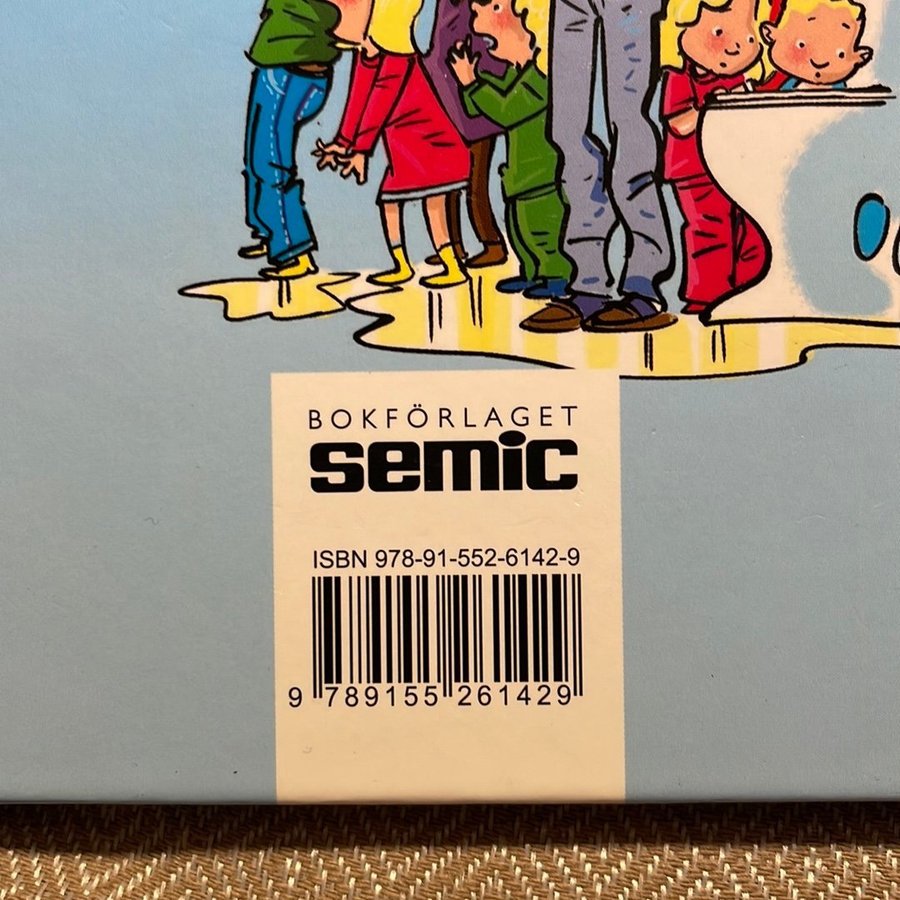 BOKFÖRLAGET
semic
ISBN 978-91-552-6142-9
9 789155 261429